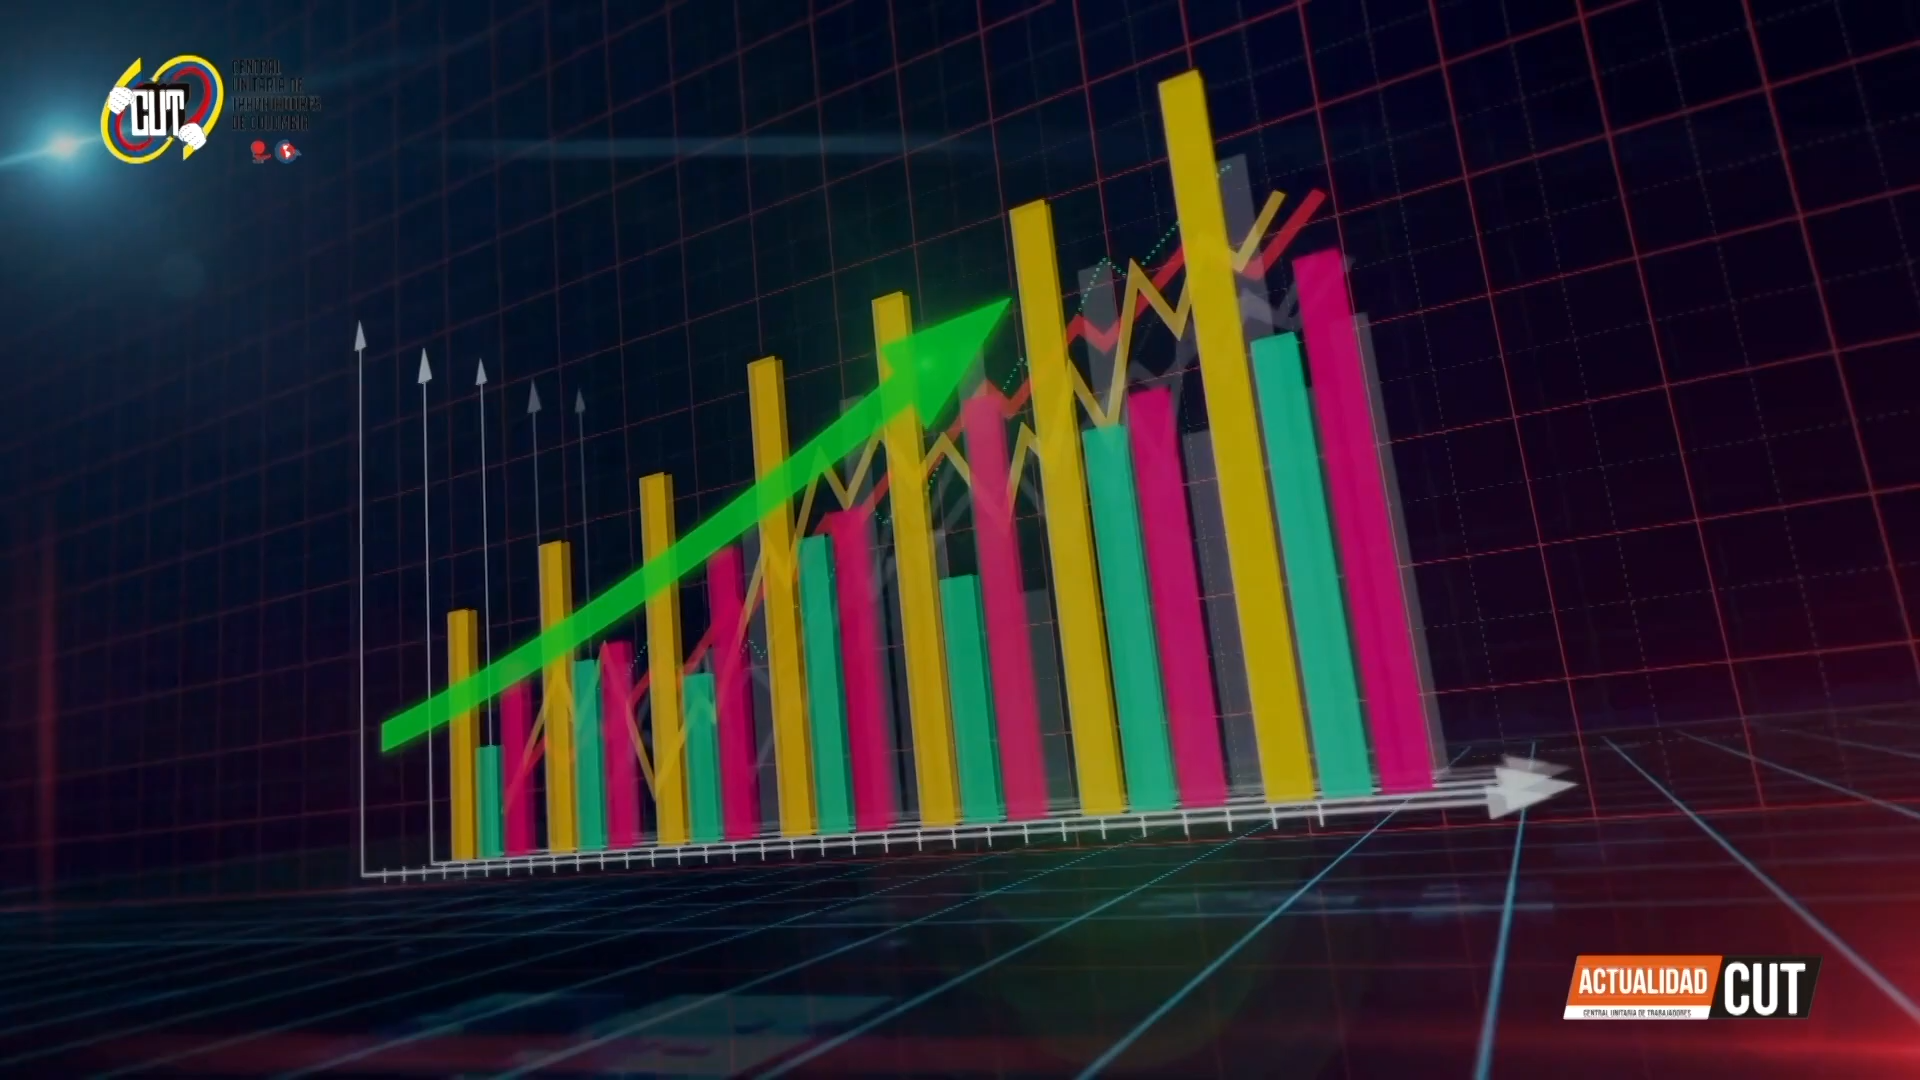 CUT
CENTRAL
UNITARIA DE
TRABAJADORES
DE COLOMBIA
ACTUALIDAD CUT
CENTRAL UNITARIA DE TRABAJADORES